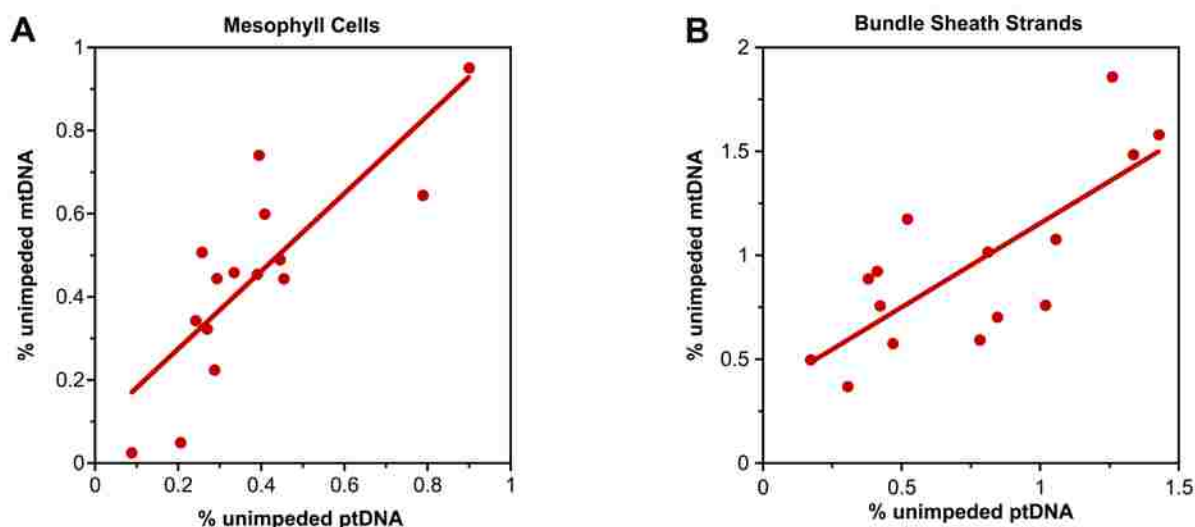 A
Mesophyll Cells
1
0.8
0.6
0.4
0.2
0
0
0.2
0.4
0.6
0.8
1
% unimpeded mtDNA
% unimpeded ptDNA
B
Bundle Sheath Strands
2
1.5
1
0.5
0
0
0.5
1
1.5
% unimpeded mtDNA
% unimpeded ptDNA